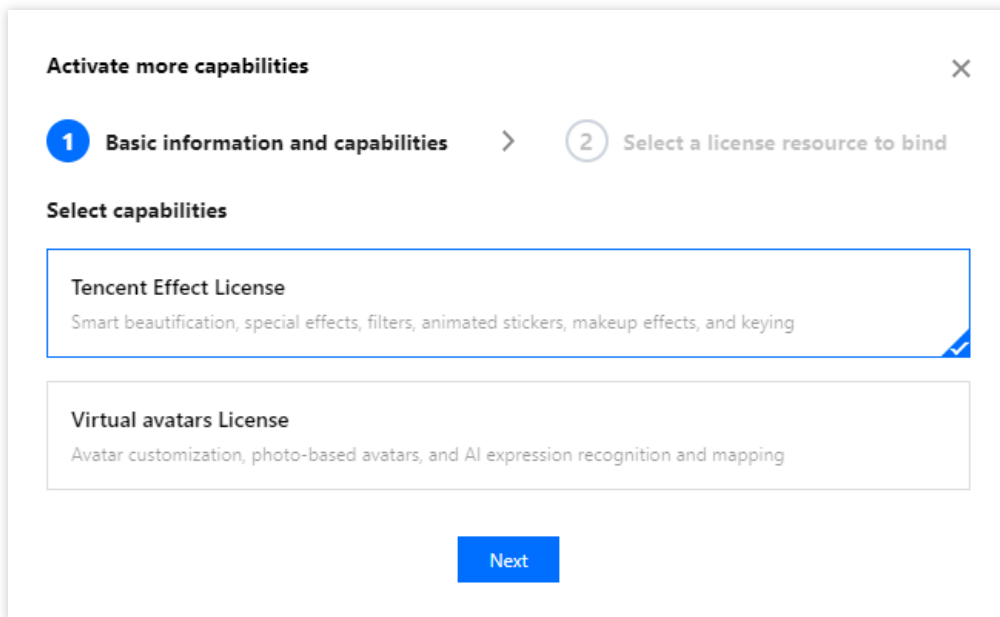 Activate more capabilities
1 Basic information and capabilities > 2 Select a license resource to bind
Select capabilities
Tencent Effect License
Smart beautification, special effects, filters, animated stickers, makeup effects, and keying
Virtual avatars License
Avatar customization, photo-based avatars, and AI expression recognition and mapping
Next